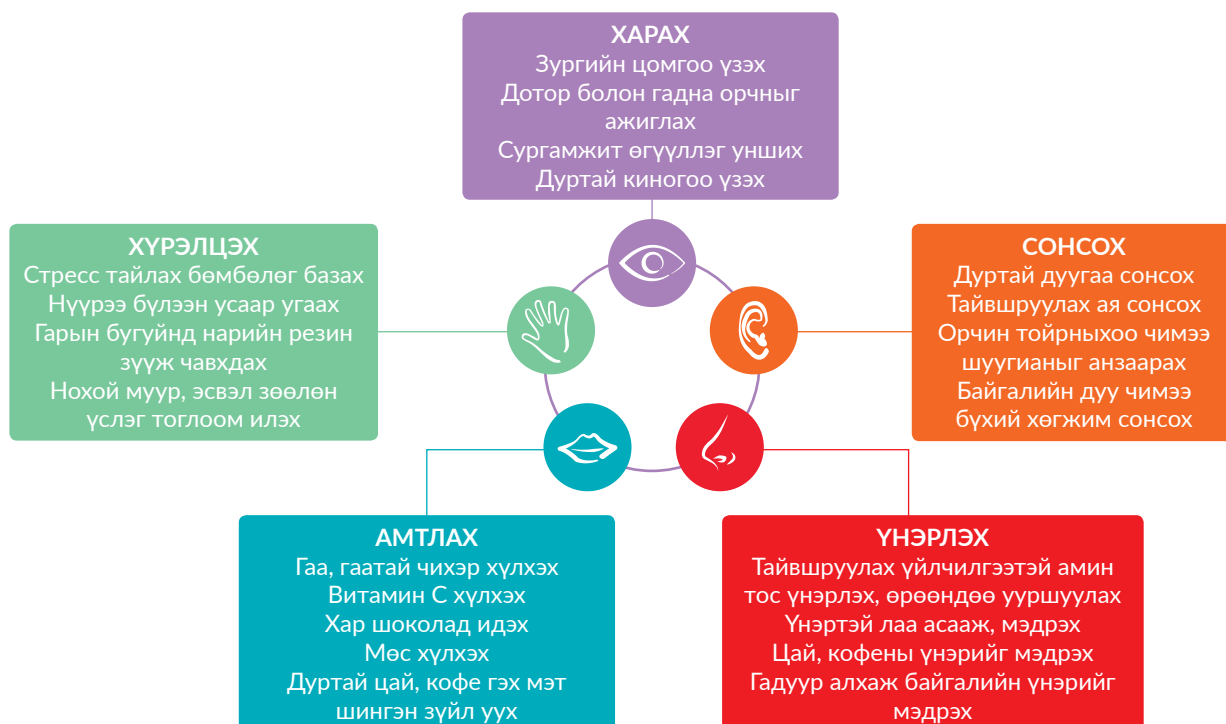 ХАРАХ
Зургийн цомгоо үзэх
Дотор болон гадна орчныг
ажиглах
Сургамжит өгүүллэг унших
Дуртай киногоо үзэх
ХҮРЭЛЦЭХ
Стресс тайлах бөмбөлөг базах
Нүүрээ бүлээн усаар угаах
Гарын бугуйнд нарийн резин
зүүж чавхдах
Нохой муур, эсвэл зөөлөн
үслэг тоглоом илэх
СОНСОХ
Дуртай дуугаа сонсох
Тайвшруулах ая сонсох
Орчин тойрныхоо чимээ
шуугианыг анзаарах
Байгалийн дуу чимээ
бүхий хөгжим сонсох
АМТЛАХ
Гаа, гаатай чихэр хүлхэх
Витамин С хүлхэх
Хар шоколад идэх
Мөс хүлхэх
Дуртай цай, кофе гэх мэт
шингэн зүйл уух
ҮНЭРЛЭХ
Тайвшруулах үйлчилгээтэй амин
тос үнэрлэх, өрөөндөө ууршуулах
Үнэртэй лаа асааж, мэдрэх
Цай, кофены үнэрийг мэдрэх
Гадуур алхаж байгалийн үнэрийг
мэдрэх